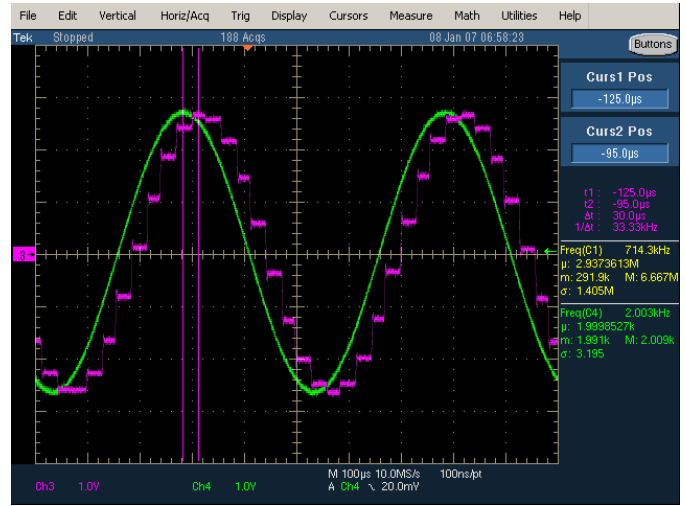 File Edit Vertical Horiz/Acq Trig Display Cursors Measure Math Utilities Help
Tek Stopped 188 Acqs 08 Jan 07 06:58:23
Buttons
Curs1 Pos
-125.0µs
Curs2 Pos
-95.0µs
t1 : -125.0µs
t2 : -95.0µs
Δt : 30.0µs
1/Δt : 33.33kHz
3
Freq(C1) 714.3kHz
µ: 2.9373613M
m: 291.9k M: 6.667M
σ: 1.405M
Freq(C4) 2.003kHz
µ: 1.9998527k
m: 1.991k M: 2.009k
σ: 3.195
Ch3 1.0V Ch4 1.0V M 100µs 10.0MS/s 100ns/pt
A Ch4 20.0mV